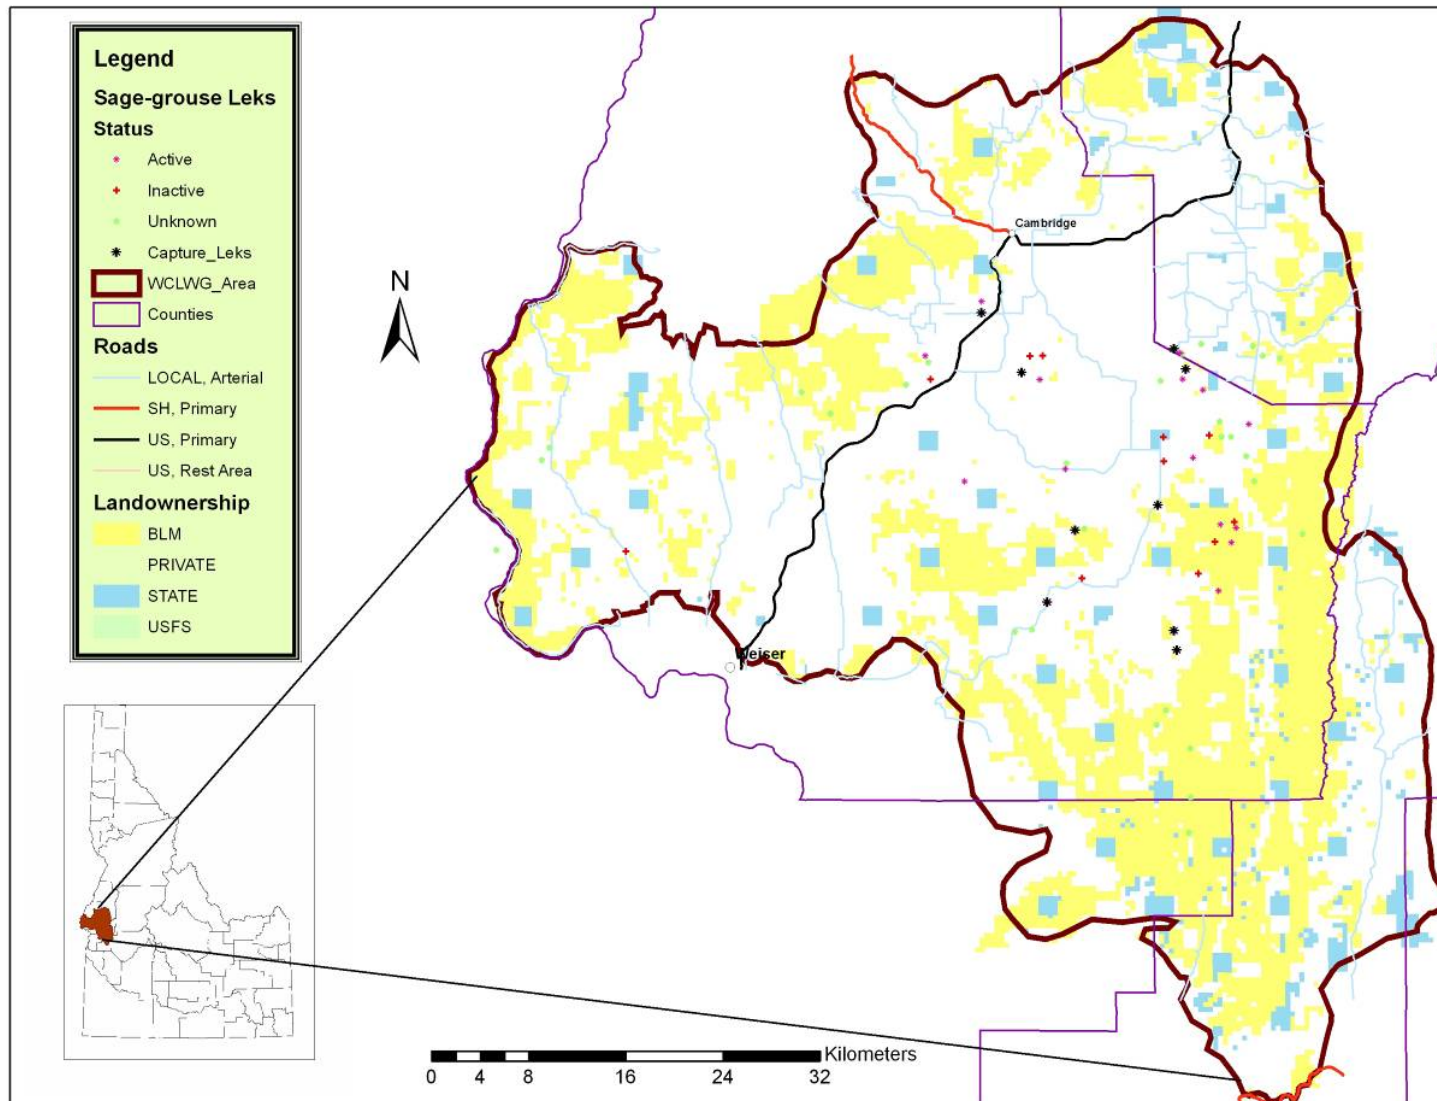 Legend
Sage-grouse Leks
Status
Active
Inactive
Unknown
Capture_Leks
WCLWG_Area
Counties
Roads
LOCAL, Arterial
SH, Primary
US, Primary
US, Rest Area
Landownership
BLM
PRIVATE
STATE
USFS
N
Cambridge
Weiser
Kilometers
0 4 8 16 24 32